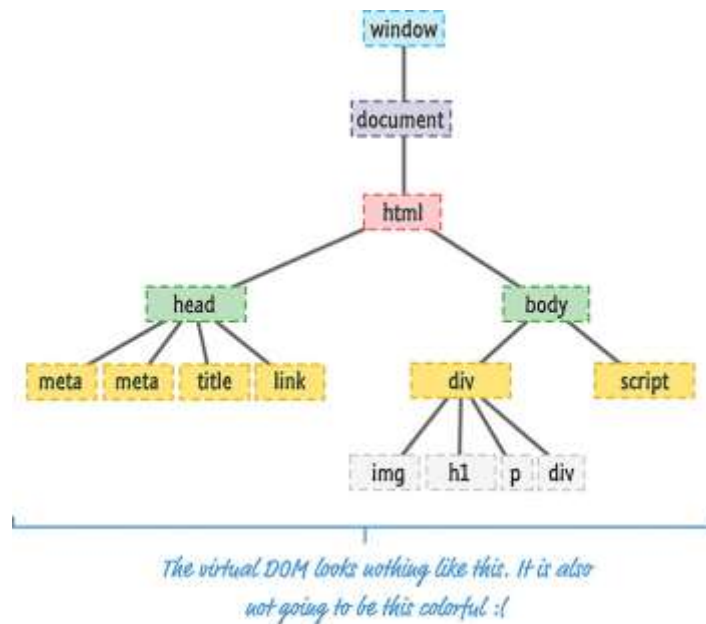 window
document
html
head body
meta meta title link div script
img h1 p div
The virtual DOM looks nothing like this. It is also
not going to be this colorful :(